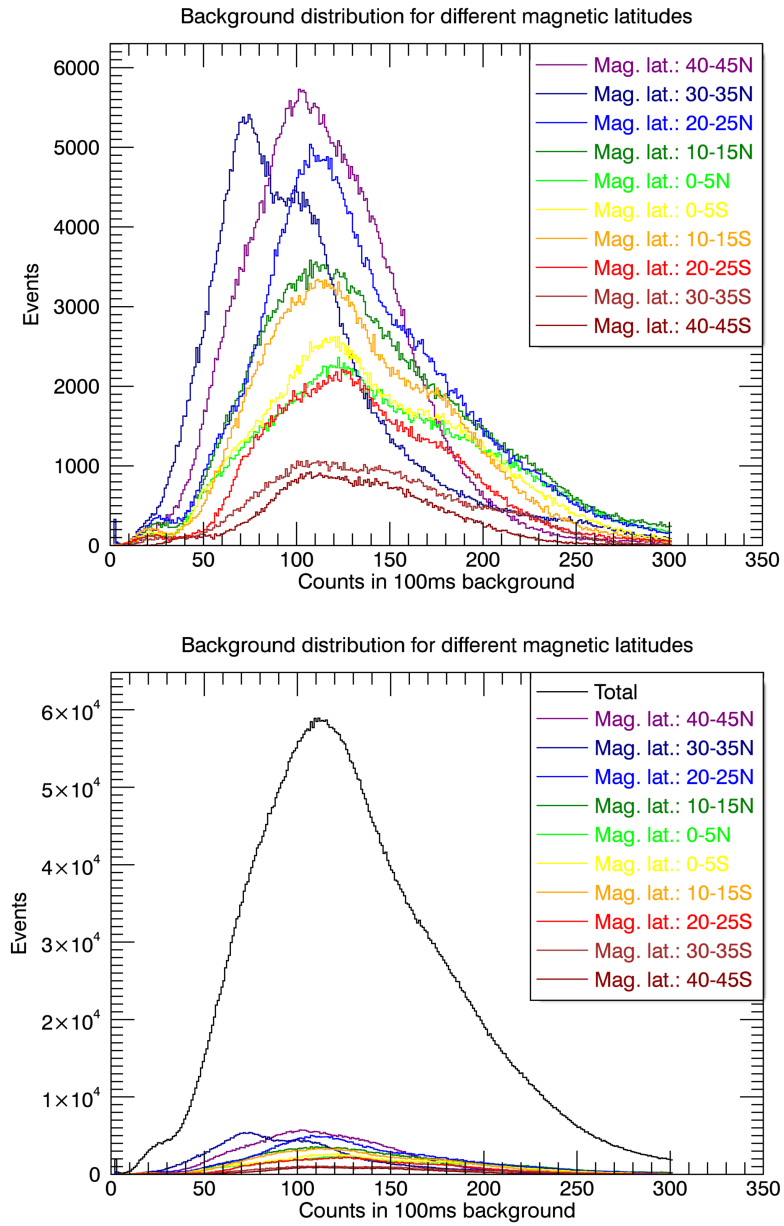 Background distribution for different magnetic latitudes
6000
5000
4000
3000
2000
1000
0
Events
Mag. lat.: 40-45N
Mag. lat.: 30-35N
Mag. lat.: 20-25N
Mag. lat.: 10-15N
Mag. lat.: 0-5N
Mag. lat.: 0-5S
Mag. lat.: 10-15S
Mag. lat.: 20-25S
Mag. lat.: 30-35S
Mag. lat.: 40-45S
0 50 100 150 200 250 300 350
Counts in 100ms background
Background distribution for different magnetic latitudes
6×10⁴
5×10⁴
4×10⁴
3×10⁴
2×10⁴
1×10⁴
0
Events
Total
Mag. lat.: 40-45N
Mag. lat.: 30-35N
Mag. lat.: 20-25N
Mag. lat.: 10-15N
Mag. lat.: 0-5N
Mag. lat.: 0-5S
Mag. lat.: 10-15S
Mag. lat.: 20-25S
Mag. lat.: 30-35S
Mag. lat.: 40-45S
0 50 100 150 200 250 300 350
Counts in 100ms background